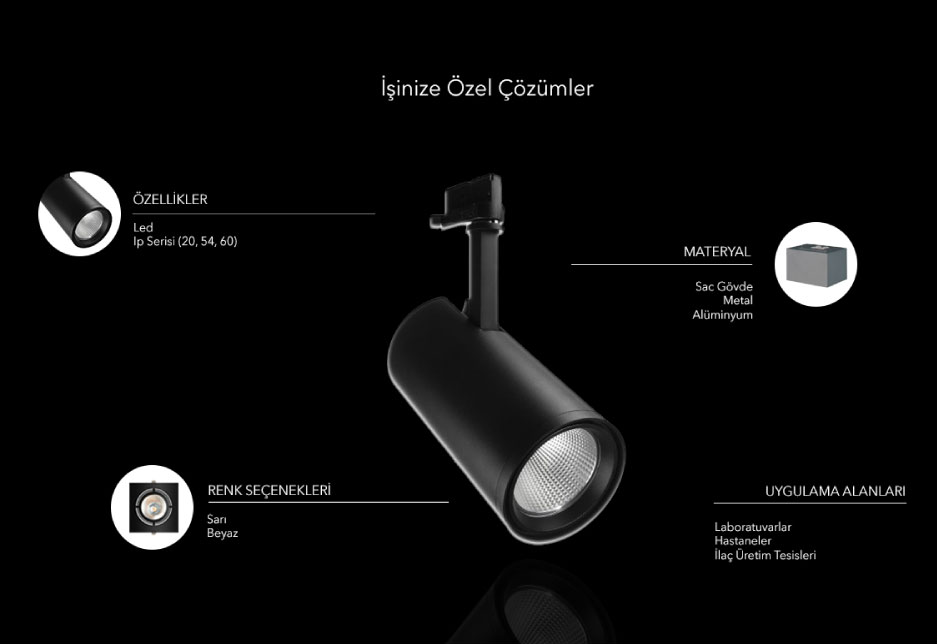 İşinize Özel Çözümler
ÖZELLİKLER
Led
Ip Serisi (20, 54, 60)
MATERYAL
Sac Gövde
Metal
Alüminyum
RENK SEÇENEKLERİ
Sarı
Beyaz
UYGULAMA ALANLARI
Laboratuvarlar
Hastaneler
İlaç Üretim Tesisleri